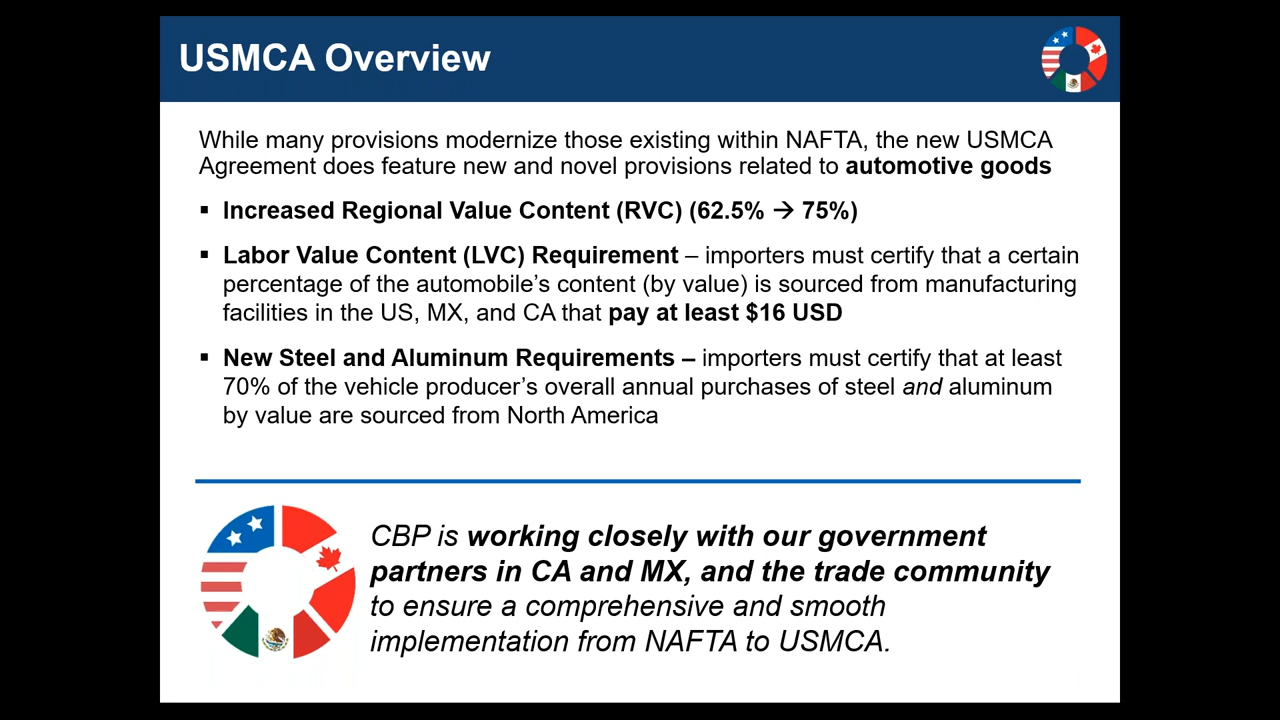 USMCA Overview
While many provisions modernize those existing within NAFTA, the new USMCA
Agreement does feature new and novel provisions related to automotive goods
▪ Increased Regional Value Content (RVC) (62.5% → 75%)
▪ Labor Value Content (LVC) Requirement – importers must certify that a certain
percentage of the automobile’s content (by value) is sourced from manufacturing
facilities in the US, MX, and CA that pay at least $16 USD
▪ New Steel and Aluminum Requirements – importers must certify that at least
70% of the vehicle producer’s overall annual purchases of steel and aluminum
by value are sourced from North America
CBP is working closely with our government
partners in CA and MX, and the trade community
to ensure a comprehensive and smooth
implementation from NAFTA to USMCA.